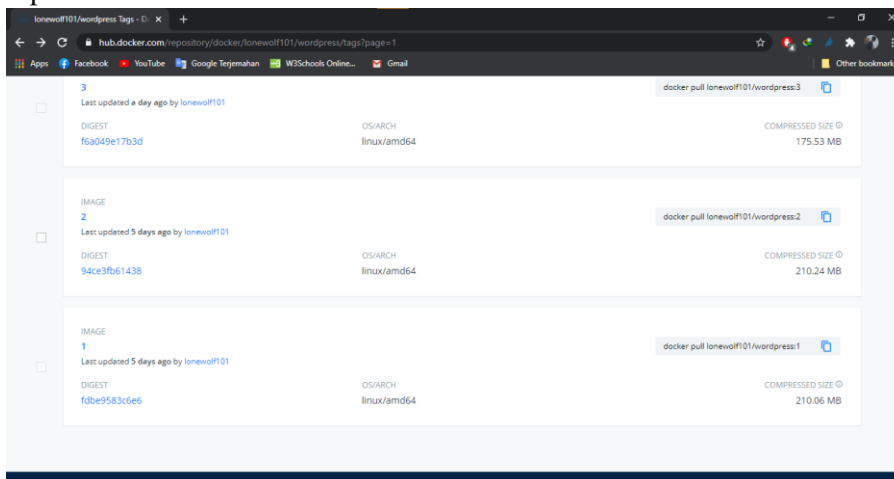 lonewolf101/wordpress Tags - Do
hub.docker.com/repository/docker/lonewolf101/wordpress/tags?page=1
Apps Facebook YouTube Google Terjemahan W3Schools Online... Gmail Other bookmark
3 docker pull lonewolf101/wordpress:3
Last updated a day ago by lonewolf101
DIGEST OS/ARCH COMPRESSED SIZE
f6a049e17b3d linux/amd64 175.53 MB
IMAGE
2 docker pull lonewolf101/wordpress:2
Last updated 5 days ago by lonewolf101
DIGEST OS/ARCH COMPRESSED SIZE
94ce3fb61438 linux/amd64 210.24 MB
IMAGE
1 docker pull lonewolf101/wordpress:1
Last updated 5 days ago by lonewolf101
DIGEST OS/ARCH COMPRESSED SIZE
fdbe9583c6e6 linux/amd64 210.06 MB